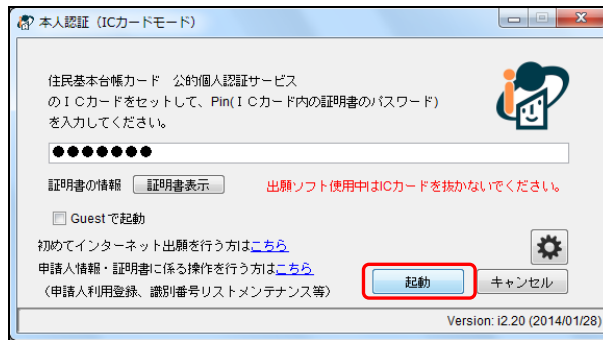 本人認証（ICカードモード）
住民基本台帳カード　公的個人認証サービス
のＩＣカードをセットして、Pin(ＩＣカード内の証明書のパスワード)
を入力してください。
●●●●●●●
証明書の情報　証明書表示　出願ソフト使用中はICカードを抜かないでください。
Guestで起動
初めてインターネット出願を行う方はこちら
申請人情報・証明書に係る操作を行う方はこちら
（申請人利用登録、識別番号リストメンテナンス等）
起動　キャンセル
Version: i2.20 (2014/01/28)